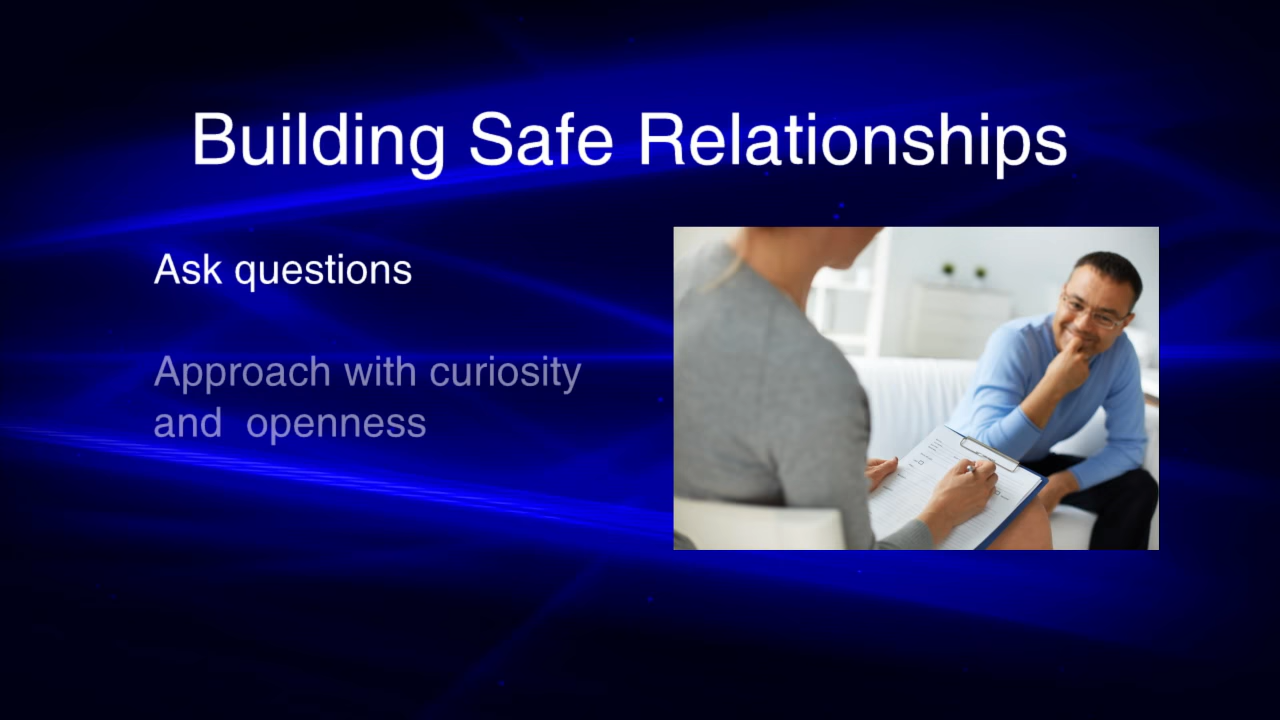 Building Safe Relationships
Ask questions
Approach with curiosity
and  openness